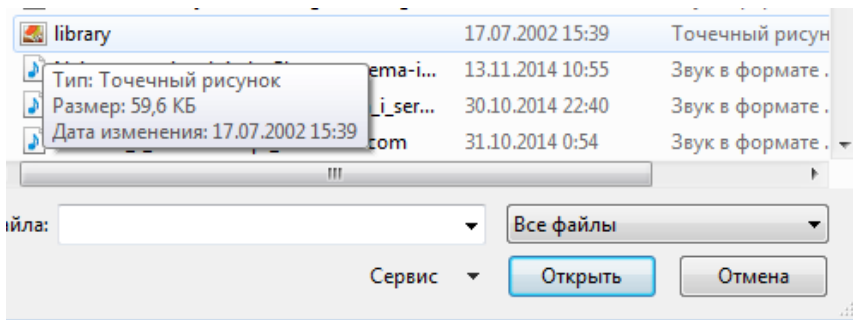 library 17.07.2002 15:39 Точечный рисун
ema-i... 13.11.2014 10:55 Звук в формате .
Тип: Точечный рисунок
Размер: 59,6 КБ
_i_ser... 30.10.2014 22:40 Звук в формате .
Дата изменения: 17.07.2002 15:39
com 31.10.2014 0:54 Звук в формате .
йла: Все файлы
Сервис Открыть Отмена